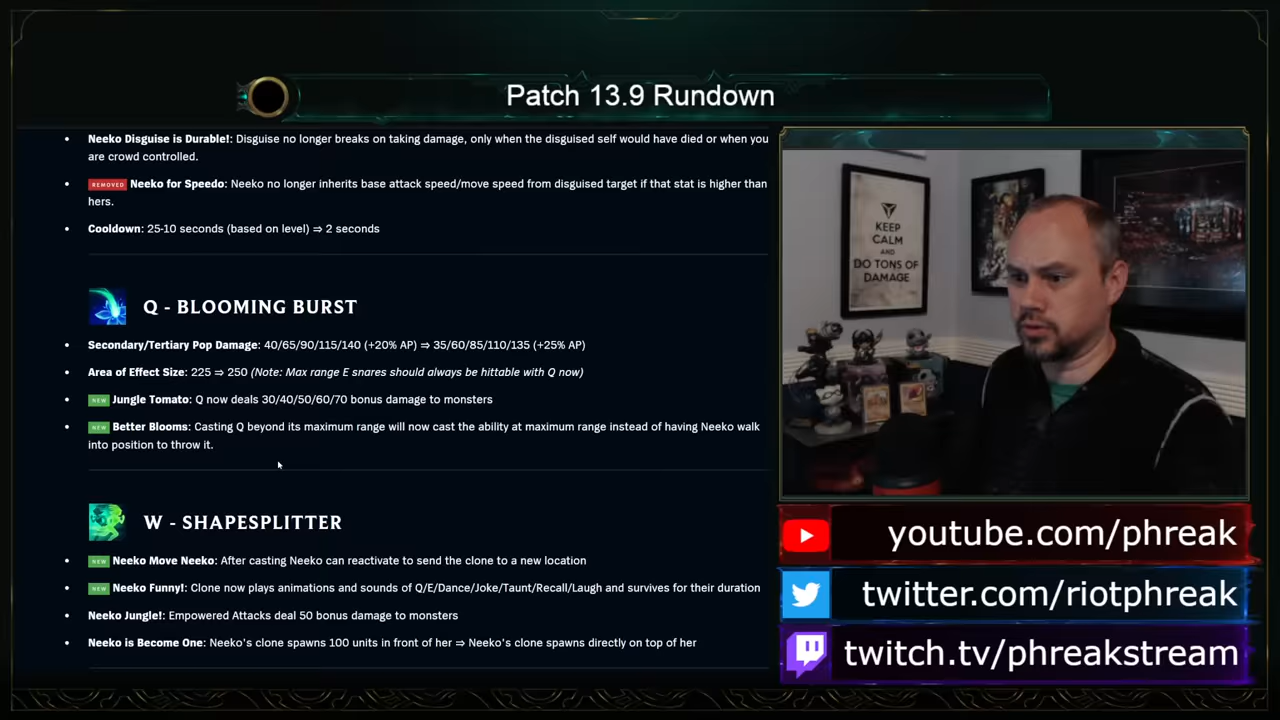 Patch 13.9 Rundown
Neeko Disguise is Durable!: Disguise no longer breaks on taking damage, only when the disguised self would have died or when you
are crowd controlled.
REMOVED Neeko for Speedo: Neeko no longer inherits base attack speed/move speed from disguised target if that stat is higher than
hers.
Cooldown: 25-10 seconds (based on level) ⇒ 2 seconds
Q - BLOOMING BURST
Secondary/Tertiary Pop Damage: 40/65/90/115/140 (+20% AP) ⇒ 35/60/85/110/135 (+25% AP)
Area of Effect Size: 225 ⇒ 250 (Note: Max range E snares should always be hittable with Q now)
NEW Jungle Tomato: Q now deals 30/40/50/60/70 bonus damage to monsters
NEW Better Blooms: Casting Q beyond its maximum range will now cast the ability at maximum range instead of having Neeko walk
into position to throw it.
W - SHAPESPLITTER
NEW Neeko Move Neeko: After casting Neeko can reactivate to send the clone to a new location
NEW Neeko Funny!: Clone now plays animations and sounds of Q/E/Dance/Joke/Taunt/Recall/Laugh and survives for their duration
Neeko Jungle!: Empowered Attacks deal 50 bonus damage to monsters
Neeko is Become One: Neeko's clone spawns 100 units in front of her ⇒ Neeko's clone spawns directly on top of her
KEEP
CALM
AND
DO TONS OF
DAMAGE
youtube.com/phreak
twitter.com/riotphreak
twitch.tv/phreakstream